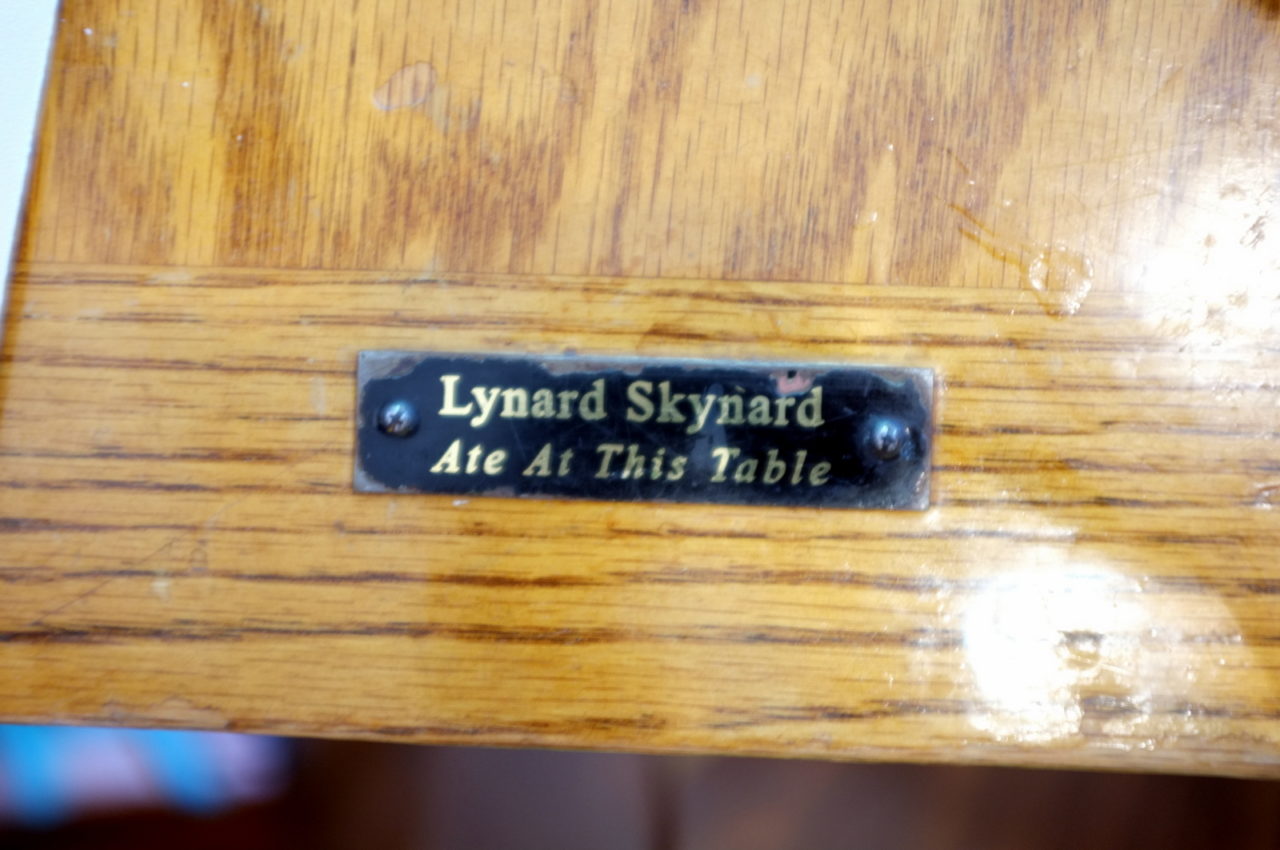 Lynard Skynard
Ate At This Table